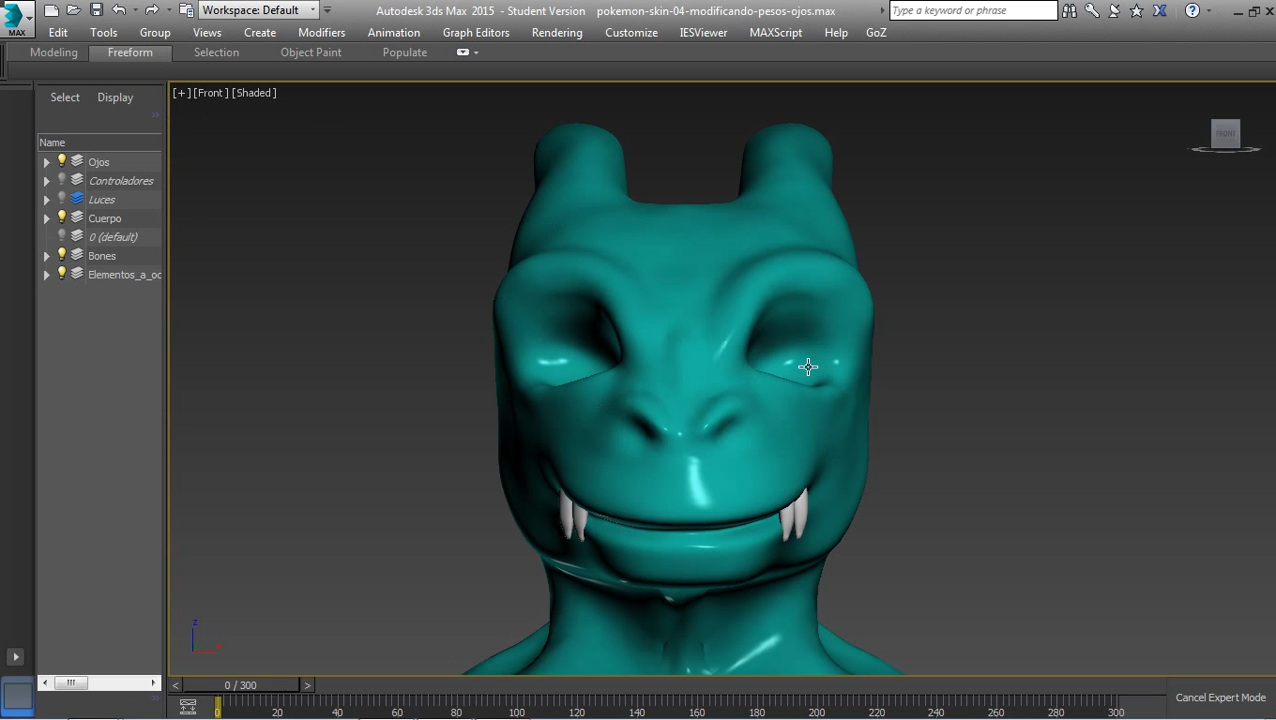 Workspace: Default
Autodesk 3ds Max 2015 - Student Version pokemon-skin-04-modificando-pesos-ojos.max
Type a keyword or phrase
MAX
Edit Tools Group Views Create Modifiers Animation Graph Editors Rendering Customize IESViewer MAXScript Help GoZ
Modeling Freeform Selection Object Paint Populate
Select Display
[+] [Front] [Shaded]
FRONT
Name
Ojos
Controladores
Luces
Cuerpo
0 (default)
Bones
Elementos_a_oc
z
x
0 / 300
Cancel Expert Mode
0 20 40 60 80 100 120 140 160 180 200 220 240 260 280 300